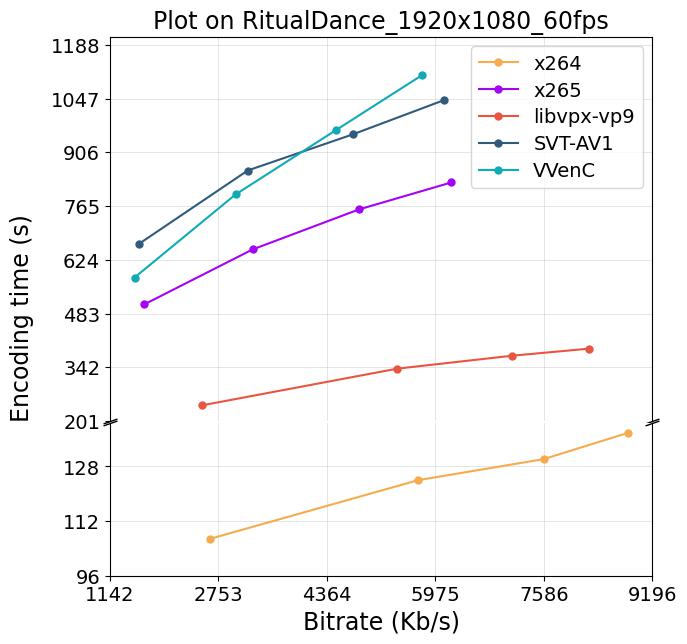 Plot on RitualDance_1920x1080_60fps
1188
1047
906
765
624
483
342
201
128
112
96
Encoding time (s)
x264
x265
libvpx-vp9
SVT-AV1
VVenC
1142 2753 4364 5975 7586 9196
Bitrate (Kb/s)